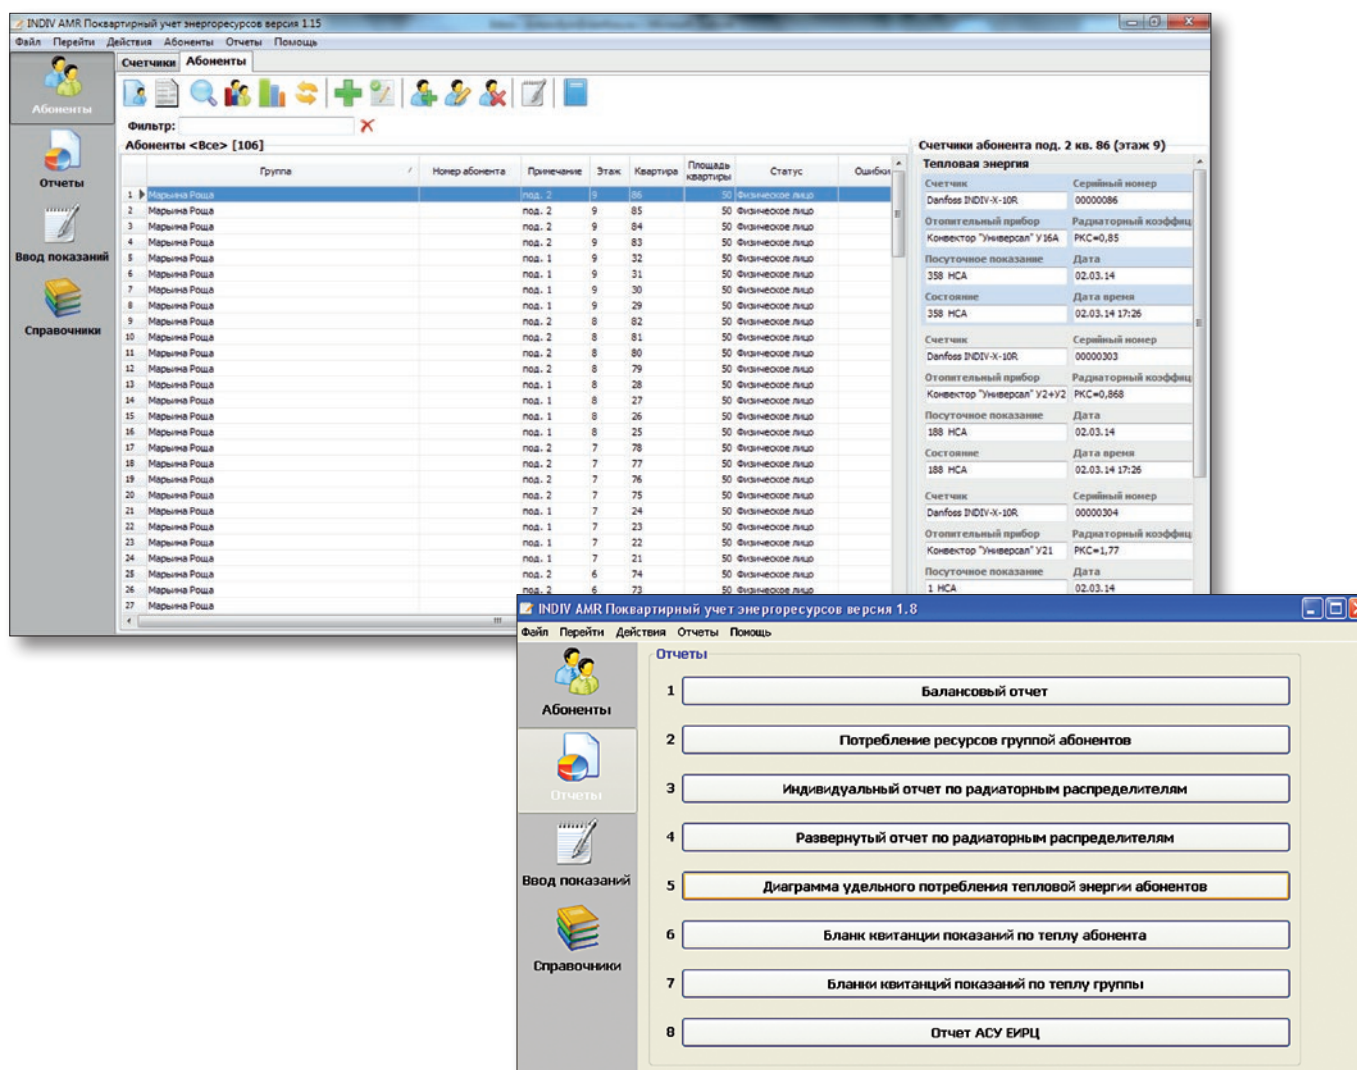 INDIV AMR Поквартирный учет энергоресурсов версия 1.15
Файл Перейти Действия Абоненты Отчеты Помощь
Абоненты
Отчеты
Ввод показаний
Справочники
Счетчики Абоненты
Фильтр:
Абоненты <Все> [106]
Группа / Номер абонента Примечание Этаж Квартира Площадь квартиры Статус Ошибки
1 Марьина Роща под. 2 9 86 50 Физическое лицо
2 Марьина Роща под. 2 9 85 50 Физическое лицо
3 Марьина Роща под. 2 9 84 50 Физическое лицо
4 Марьина Роща под. 2 9 83 50 Физическое лицо
5 Марьина Роща под. 1 9 32 50 Физическое лицо
6 Марьина Роща под. 1 9 31 50 Физическое лицо
7 Марьина Роща под. 1 9 30 50 Физическое лицо
8 Марьина Роща под. 1 9 29 50 Физическое лицо
9 Марьина Роща под. 2 8 82 50 Физическое лицо
10 Марьина Роща под. 2 8 81 50 Физическое лицо
11 Марьина Роща под. 2 8 80 50 Физическое лицо
12 Марьина Роща под. 2 8 79 50 Физическое лицо
13 Марьина Роща под. 1 8 28 50 Физическое лицо
14 Марьина Роща под. 1 8 27 50 Физическое лицо
15 Марьина Роща под. 1 8 26 50 Физическое лицо
16 Марьина Роща под. 1 8 25 50 Физическое лицо
17 Марьина Роща под. 2 7 78 50 Физическое лицо
18 Марьина Роща под. 2 7 77 50 Физическое лицо
19 Марьина Роща под. 2 7 76 50 Физическое лицо
20 Марьина Роща под. 2 7 75 50 Физическое лицо
21 Марьина Роща под. 1 7 24 50 Физическое лицо
22 Марьина Роща под. 1 7 23 50 Физическое лицо
23 Марьина Роща под. 1 7 22 50 Физическое лицо
24 Марьина Роща под. 1 7 21 50 Физическое лицо
25 Марьина Роща под. 2 6 74 50 Физическое лицо
26 Марьина Роща под. 2 6 73 50 Физическое лицо
27 Марьина Роща
Счетчики абонента под. 2 кв. 86 (этаж 9)
Тепловая энергия
Счетчик Серийный номер
Danfoss INDIV-X-10R 00000086
Отопительный прибор Радиаторный коэффиц
Конвектор "Универсал" У16А РКС=0,85
Посуточное показание Дата
358 НСА 02.03.14
Состояние Дата время
358 НСА 02.03.14 17:26
Счетчик Серийный номер
Danfoss INDIV-X-10R 00000303
Отопительный прибор Радиаторный коэффиц
Конвектор "Универсал" У2+У2 РКС=0,868
Посуточное показание Дата
188 НСА 02.03.14
Состояние Дата время
188 НСА 02.03.14 17:26
Счетчик Серийный номер
Danfoss INDIV-X-10R 00000304
Отопительный прибор Радиаторный коэффиц
Конвектор "Универсал" У21 РКС=1,77
Посуточное показание Дата
1 НСА 02.03.14
INDIV AMR Поквартирный учет энергоресурсов версия 1.8
Файл Перейти Действия Отчеты Помощь
Абоненты
Отчеты
Ввод показаний
Справочники
Отчеты
1 Балансовый отчет
2 Потребление ресурсов группой абонентов
3 Индивидуальный отчет по радиаторным распределителям
4 Развернутый отчет по радиаторным распределителям
5 Диаграмма удельного потребления тепловой энергии абонентов
6 Бланк квитанции показаний по теплу абонента
7 Бланки квитанций показаний по теплу группы
8 Отчет АСУ ЕИРЦ